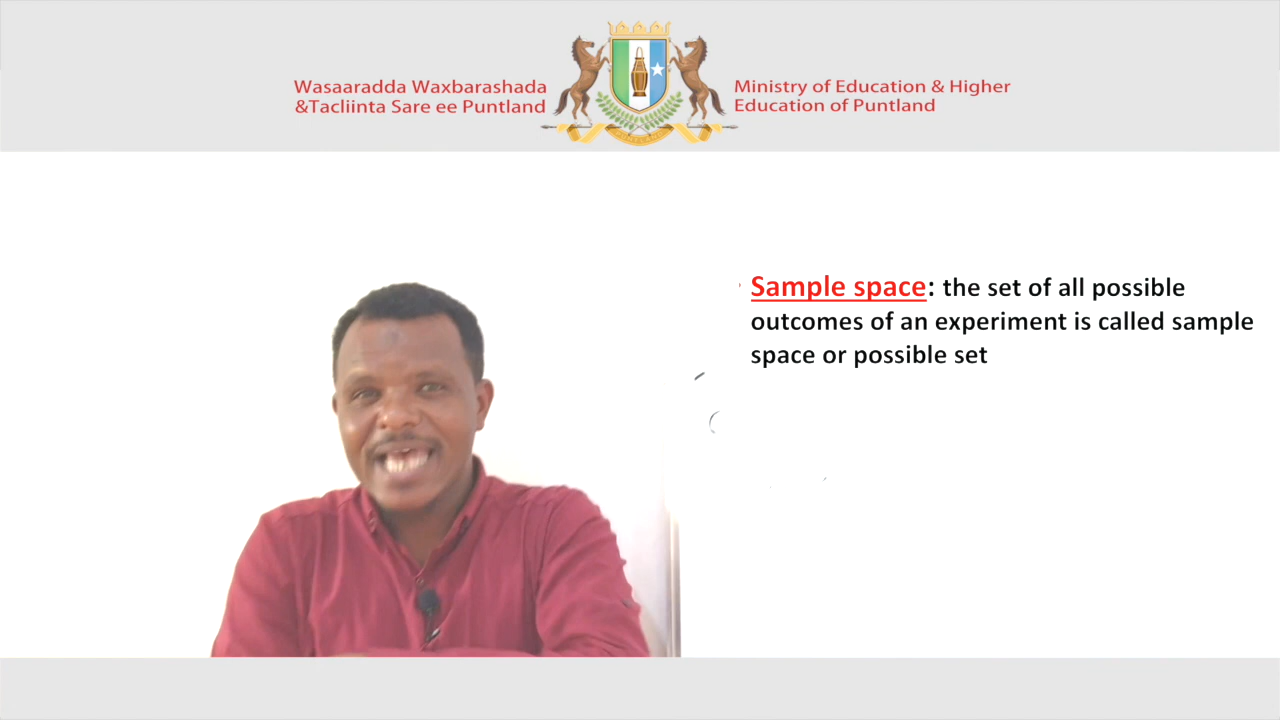 Wasaaradda Waxbarashada
&Tacliinta Sare ee Puntland
Ministry of Education & Higher
Education of Puntland
Sample space: the set of all possible
outcomes of an experiment is called sample
space or possible set